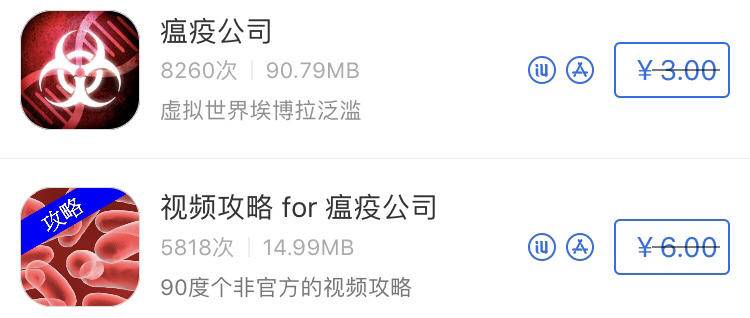 瘟疫公司
8260次 | 90.79MB
虚拟世界埃博拉泛滥
iU
¥3.00
攻略
视频攻略 for 瘟疫公司
5818次 | 14.99MB
90度个非官方的视频攻略
iU
¥6.00